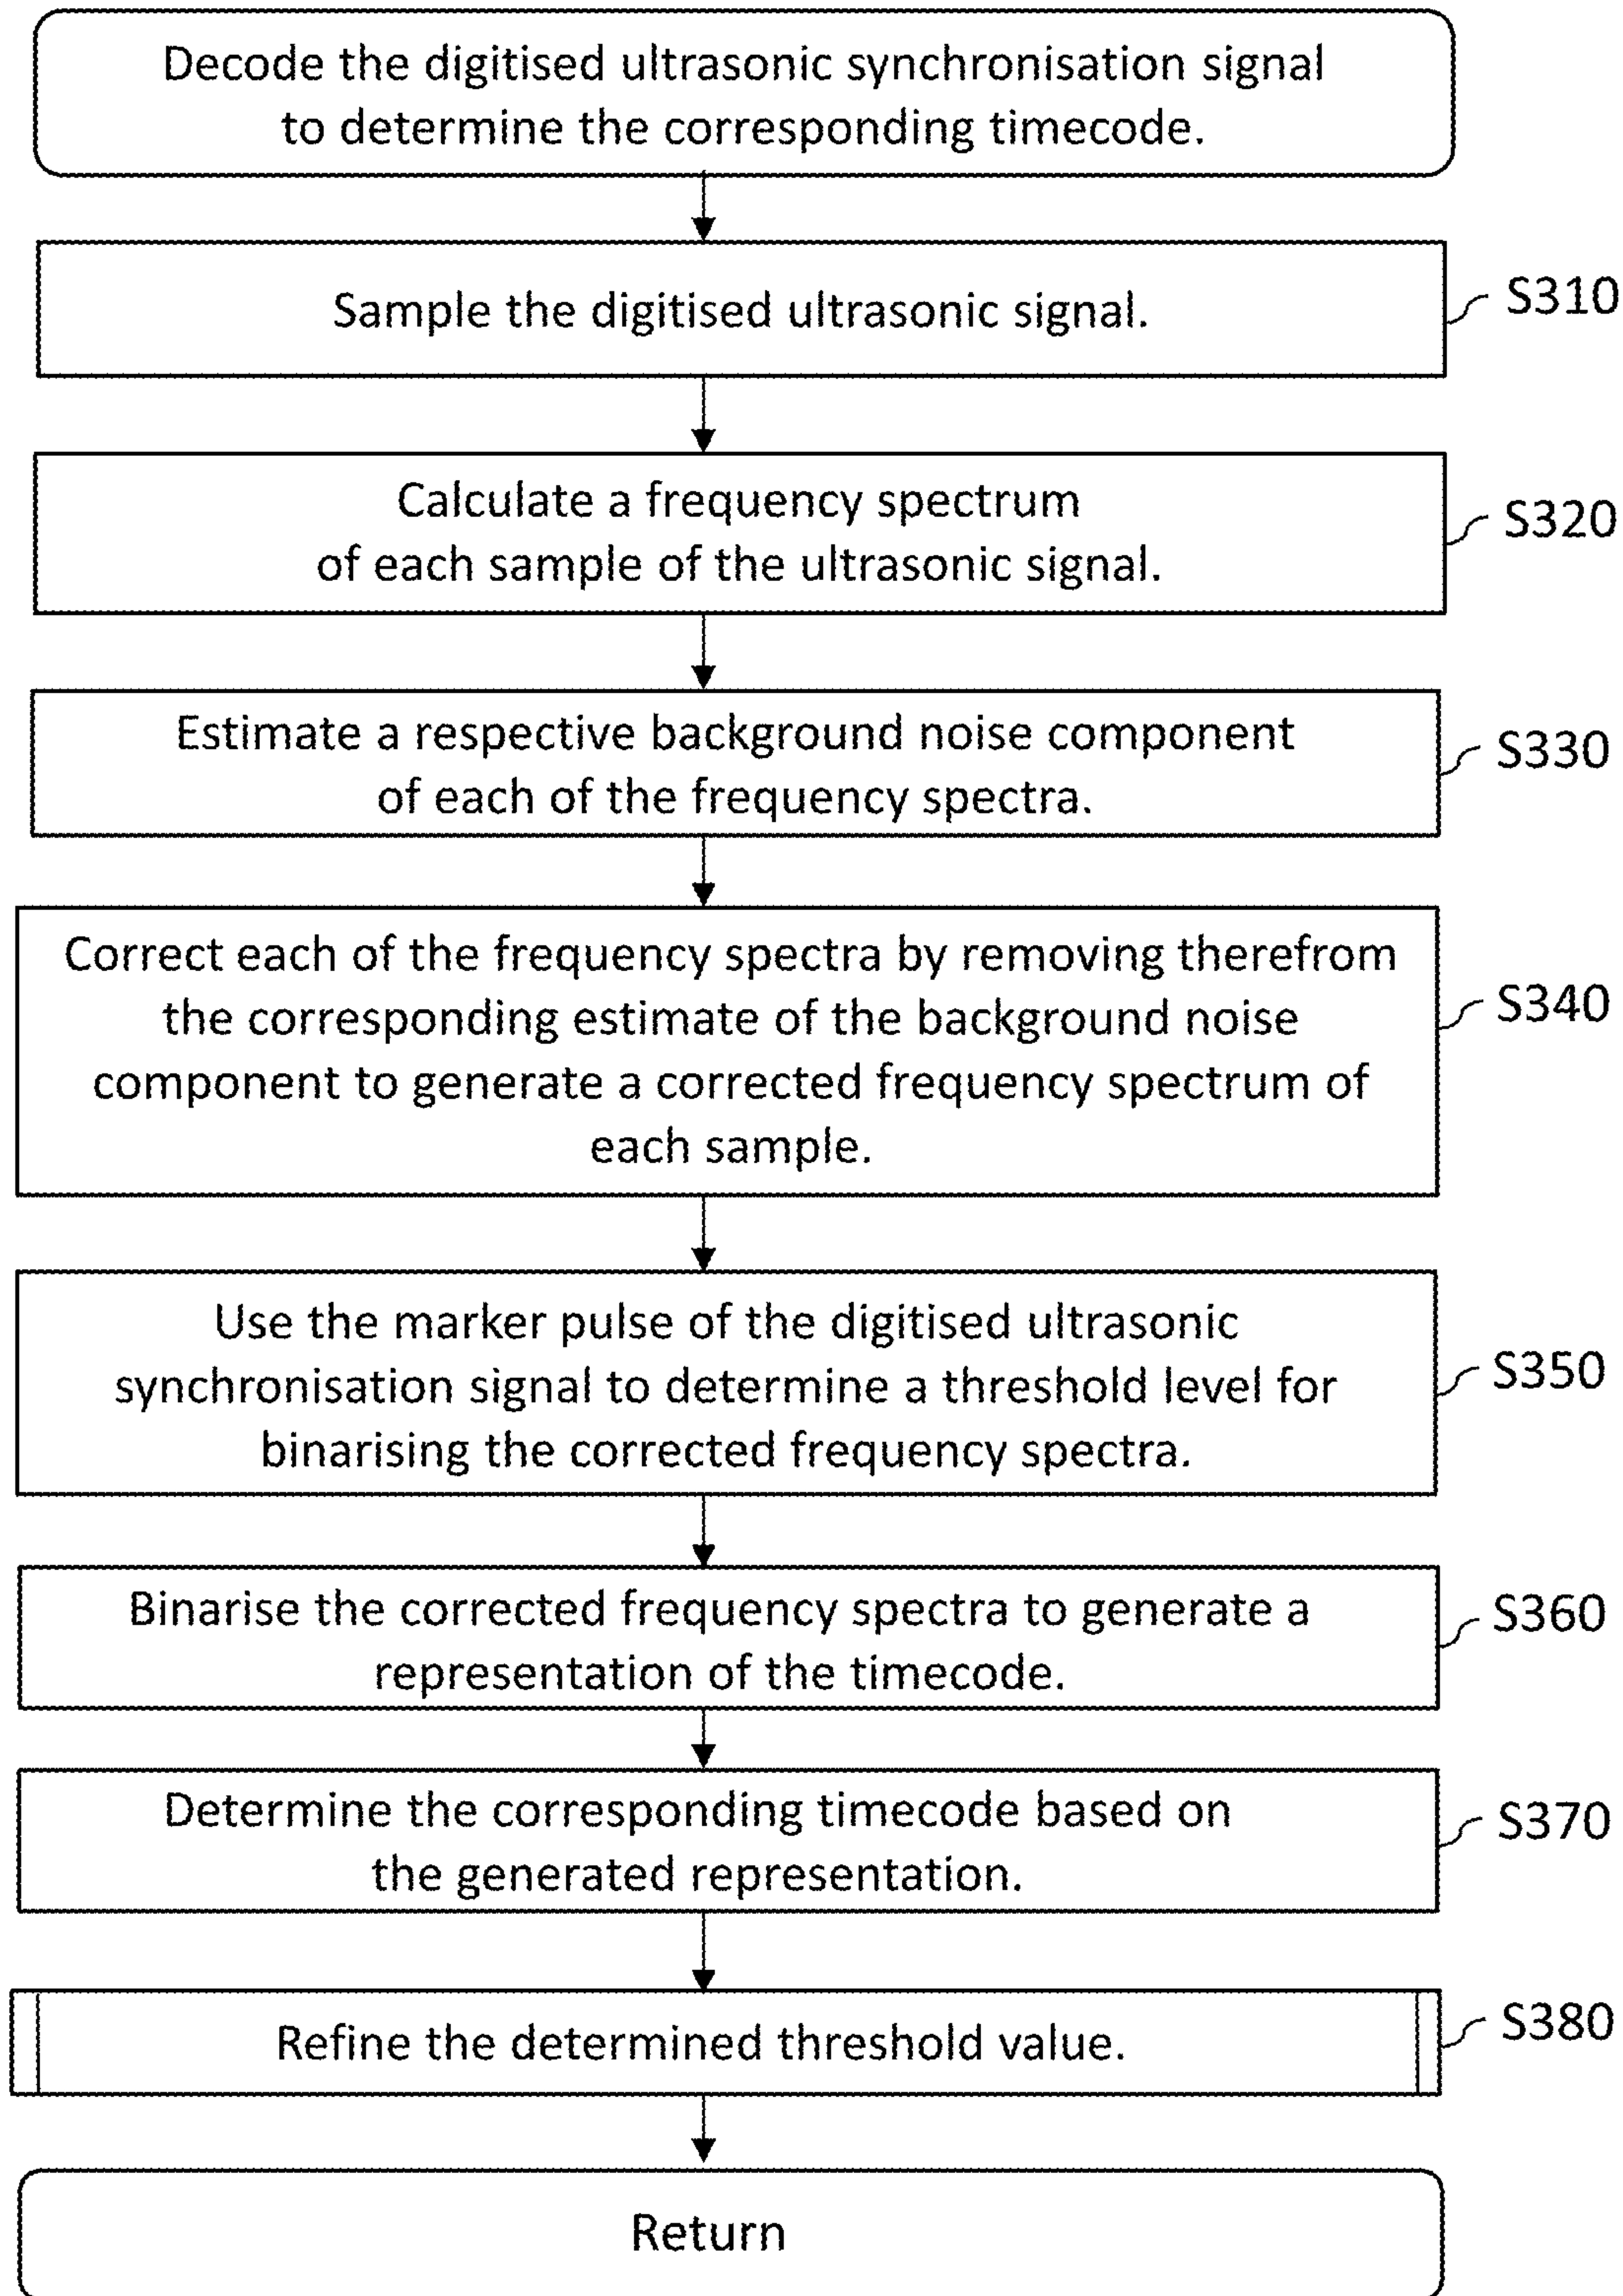 Decode the digitised ultrasonic synchronisation signal
to determine the corresponding timecode.
Sample the digitised ultrasonic signal.
S310
Calculate a frequency spectrum
of each sample of the ultrasonic signal.
S320
Estimate a respective background noise component
of each of the frequency spectra.
S330
Correct each of the frequency spectra by removing therefrom
the corresponding estimate of the background noise
component to generate a corrected frequency spectrum of
each sample.
S340
Use the marker pulse of the digitised ultrasonic
synchronisation signal to determine a threshold level for
binarising the corrected frequency spectra.
S350
Binarise the corrected frequency spectra to generate a
representation of the timecode.
S360
Determine the corresponding timecode based on
the generated representation.
S370
Refine the determined threshold value.
S380
Return